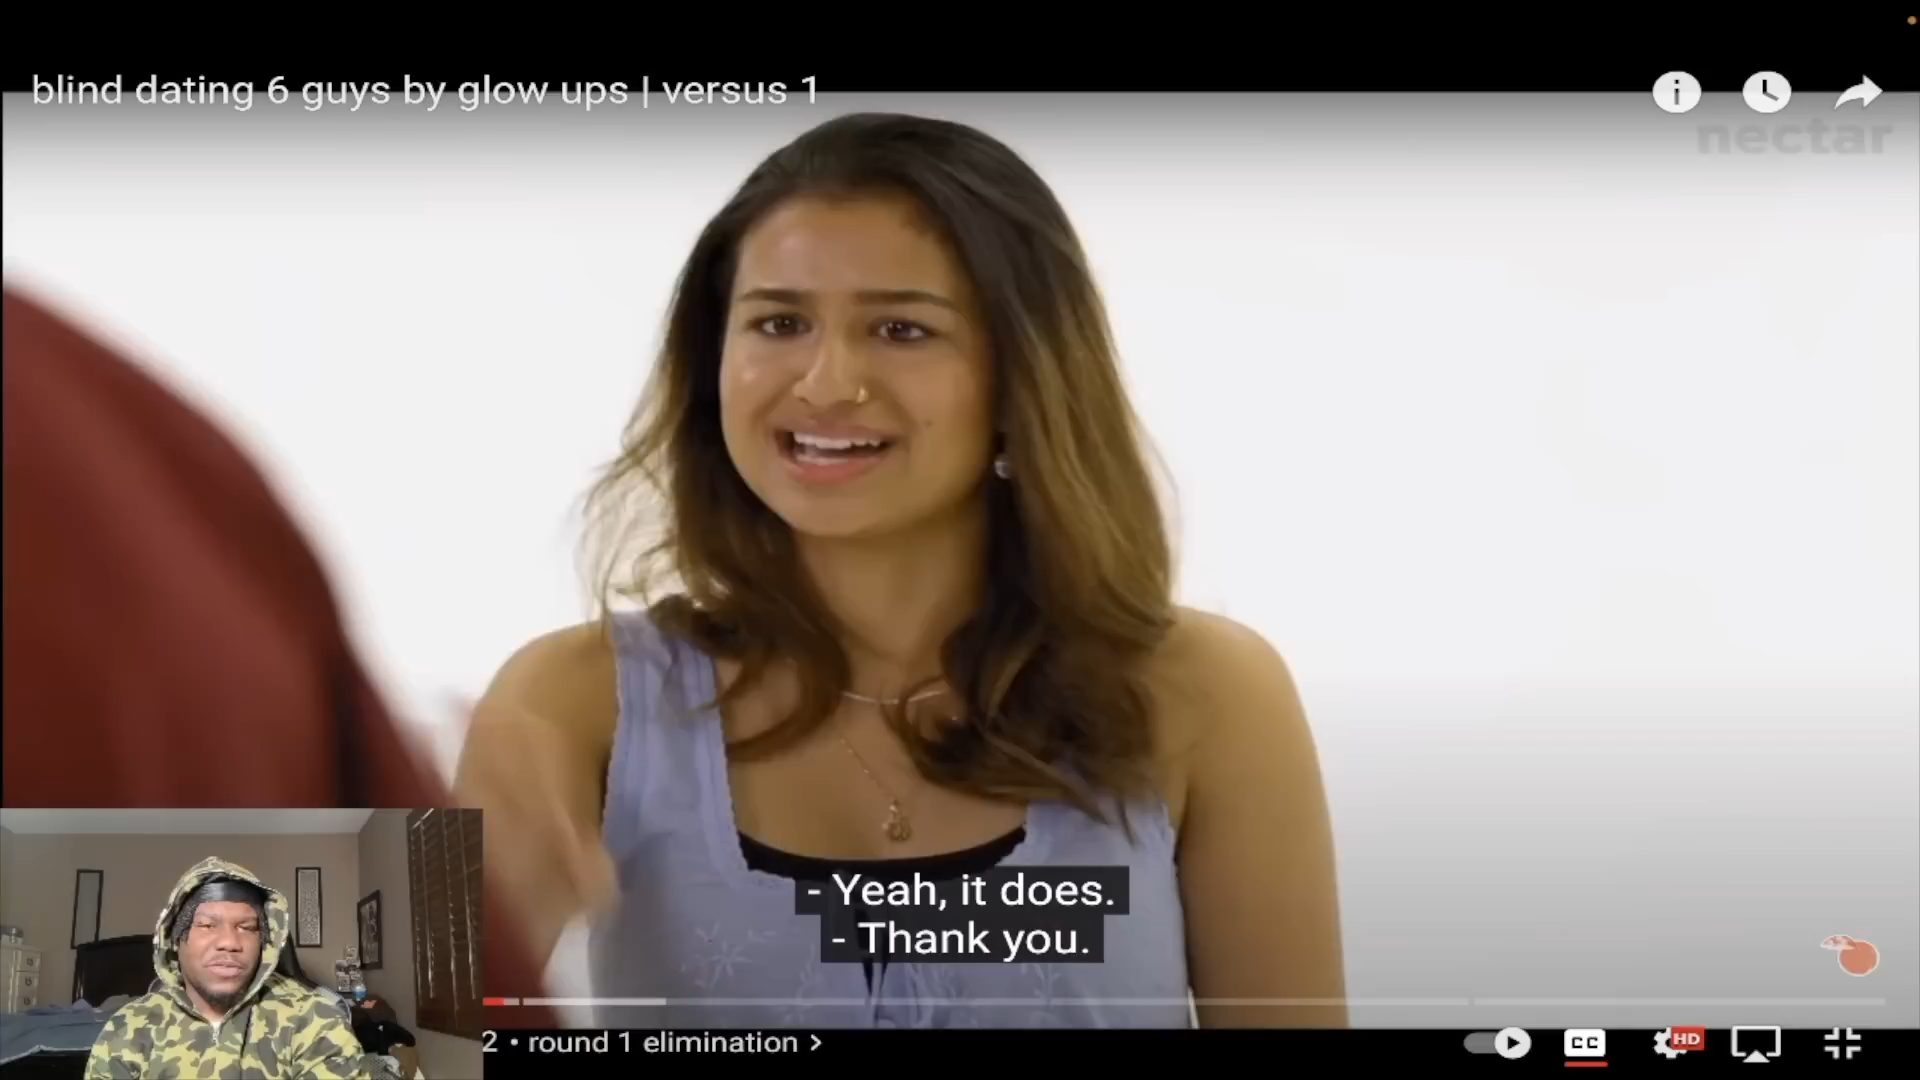 blind dating 6 guys by glow ups | versus 1
nectar
- Yeah, it does.
- Thank you.
2 • round 1 elimination >
CC
HD